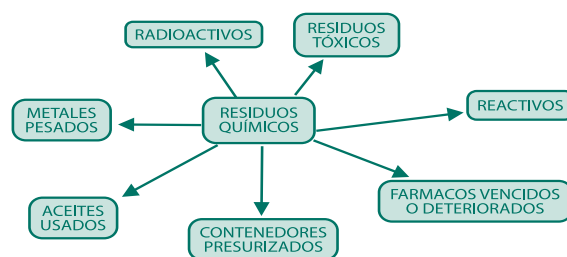 RADIOACTIVOS
RESIDUOS
TÓXICOS
METALES
PESADOS
RESIDUOS
QUÍMICOS
REACTIVOS
ACEITES
USADOS
CONTENEDORES
PRESURIZADOS
FARMACOS VENCIDOS
O DETERIORADOS